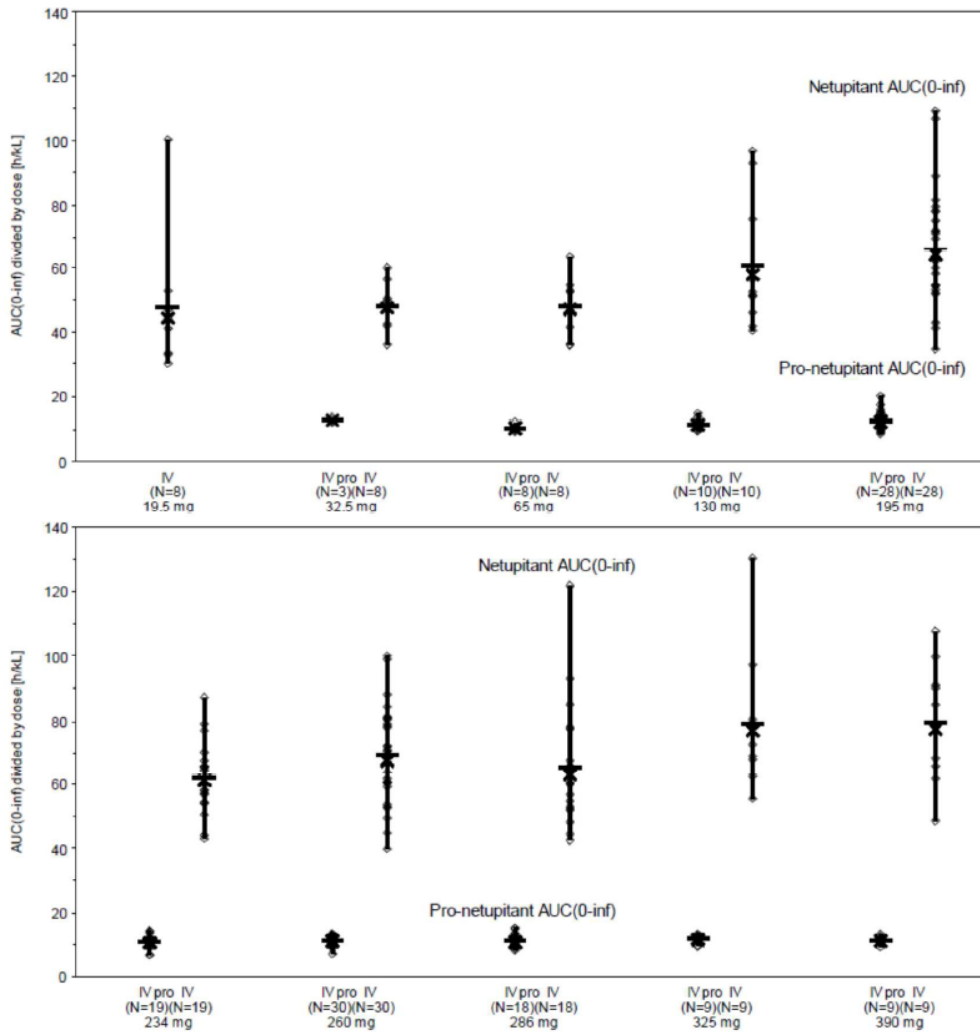 140
120
Netupitant AUC(0-inf)
100
80
60
40
Pro-netupitant AUC(0-inf)
20
0
AUC(0-inf) divided by dose [h/kL]
IV IV pro IV IV pro IV IV pro IV IV pro IV
(N=8) (N=3)(N=8) (N=8)(N=8) (N=10)(N=10) (N=28)(N=28)
19.5 mg 32.5 mg 65 mg 130 mg 195 mg
140
Netupitant AUC(0-inf)
120
100
80
60
40
20
Pro-netupitant AUC(0-inf)
0
AUC(0-inf) divided by dose [h/kL]
IV pro IV IV pro IV IV pro IV IV pro IV IV pro IV
(N=19)(N=19) (N=30)(N=30) (N=18)(N=18) (N=9)(N=9) (N=9)(N=9)
234 mg 260 mg 286 mg 325 mg 390 mg